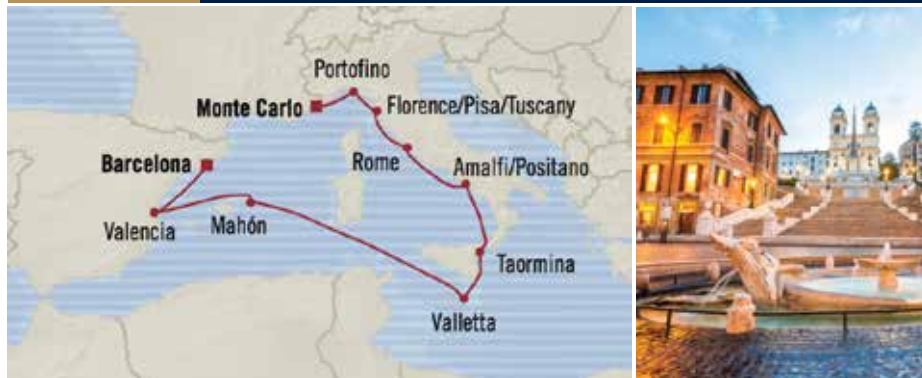 Portofino
Monte Carlo
Florence/Pisa/Tuscany
Barcelona
Rome
Amalfi/Positano
Valencia
Mahón
Taormina
Valletta